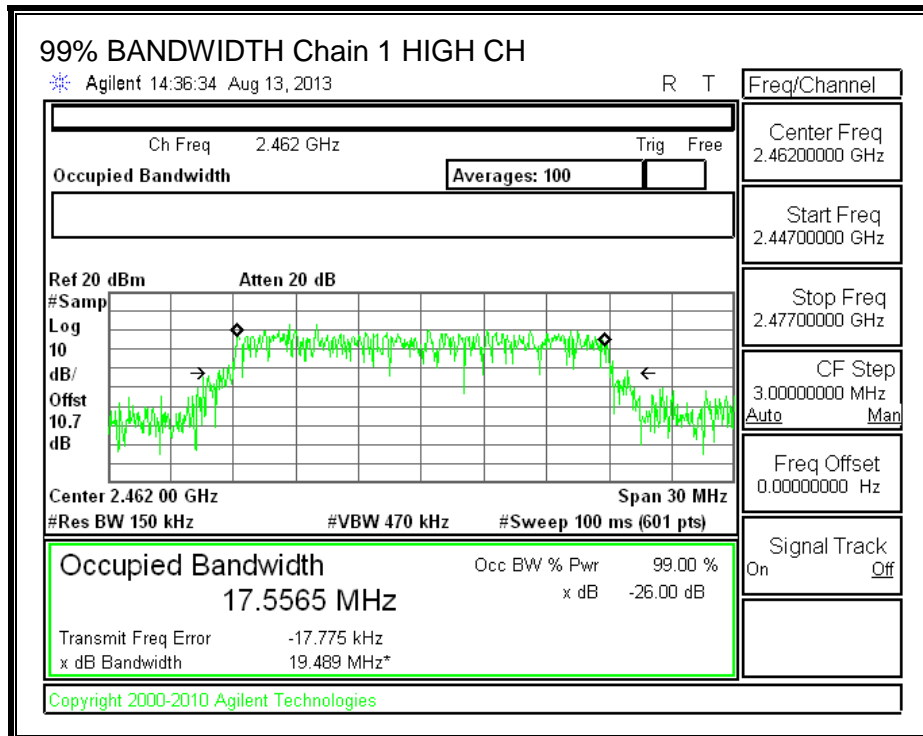 99% BANDWIDTH Chain 1 HIGH CH
Agilent 14:36:34 Aug 13, 2013 R T
Ch Freq 2.462 GHz Trig Free
Occupied Bandwidth Averages: 100
Ref 20 dBm Atten 20 dB
#Samp
Log
10
dB/
Offst
10.7
dB
Center 2.462 00 GHz Span 30 MHz
#Res BW 150 kHz #VBW 470 kHz #Sweep 100 ms (601 pts)
Occupied Bandwidth Occ BW % Pwr 99.00 %
17.5565 MHz x dB -26.00 dB
Transmit Freq Error -17.775 kHz
x dB Bandwidth 19.489 MHz*
Copyright 2000-2010 Agilent Technologies
Freq/Channel
Center Freq
2.46200000 GHz
Start Freq
2.44700000 GHz
Stop Freq
2.47700000 GHz
CF Step
3.00000000 MHz
Auto Man
Freq Offset
0.00000000 Hz
Signal Track
On Off